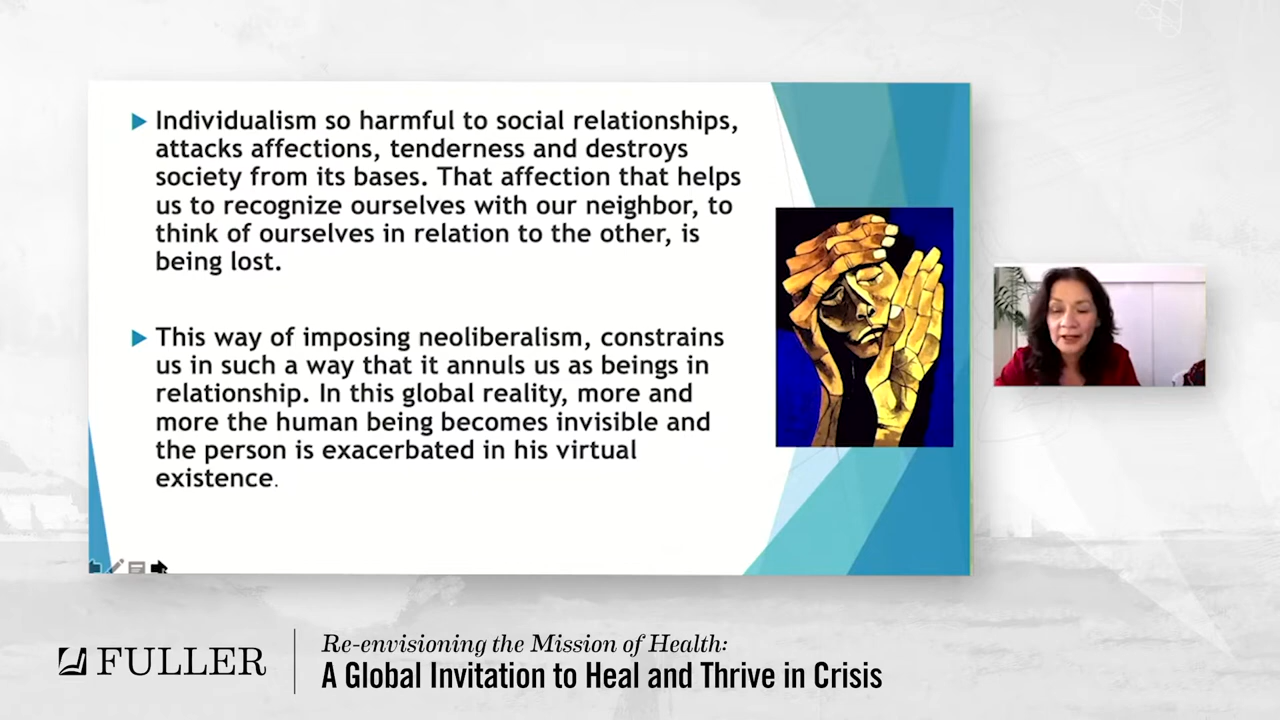 Individualism so harmful to social relationships,
attacks affections, tenderness and destroys
society from its bases. That affection that helps
us to recognize ourselves with our neighbor, to
think of ourselves in relation to the other, is
being lost.
This way of imposing neoliberalism, constrains
us in such a way that it annuls us as beings in
relationship. In this global reality, more and
more the human being becomes invisible and
the person is exacerbated in his virtual
existence.
FULLER
Re-envisioning the Mission of Health:
A Global Invitation to Heal and Thrive in Crisis